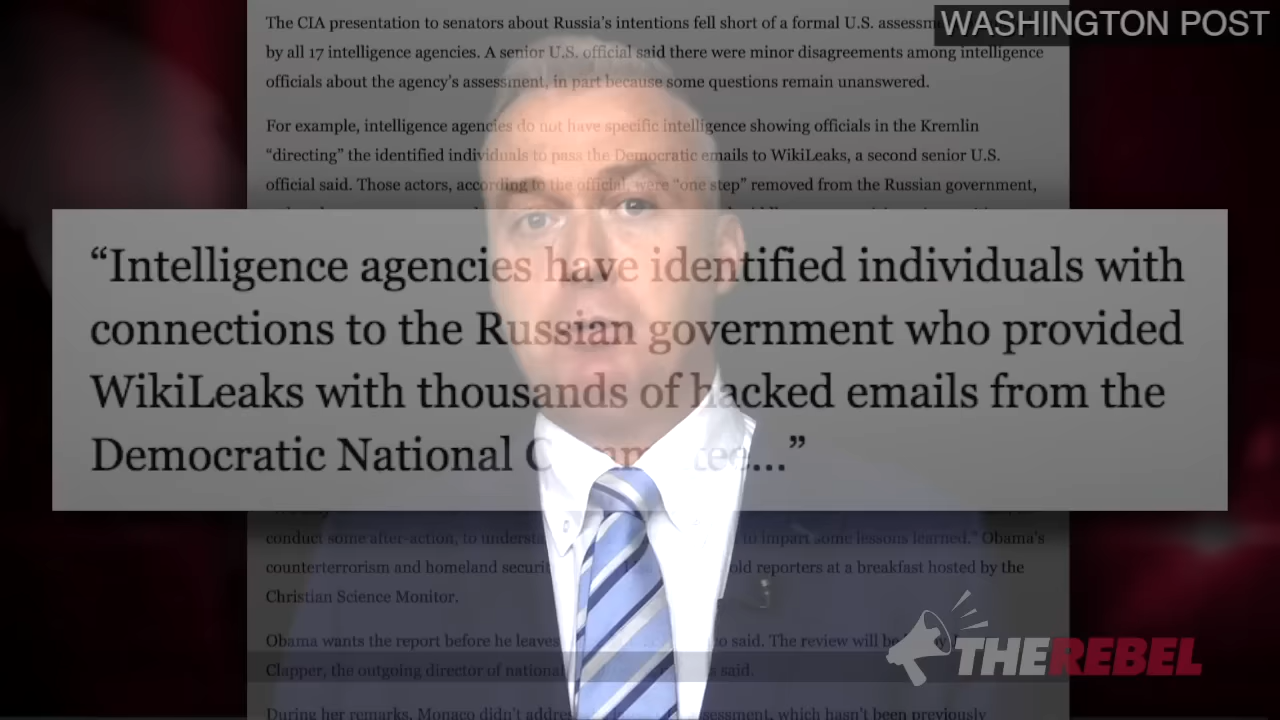 WASHINGTON POST
The CIA presentation to senators about Russia’s intentions fell short of a formal U.S.
by all 17 intelligence agencies. A senior U.S. official said there were minor disagreements among intelligence
officials about the agency’s assessment, in part because some questions remain unanswered.
For example, intelligence agencies do not have specific intelligence showing officials in the Kremlin
“directing” the identified individuals to pass the Democratic emails to WikiLeaks, a second senior U.S.
official said. Those actors, according to the official, were “one step” removed from the Russian government,
“Intelligence agencies have identified individuals with
connections to the Russian government who provided
WikiLeaks with thousands of hacked emails from the
Democratic National Committee...”
conduct some after-action, to to impart some lessons learned.” Obama’s
counterterrorism and homeland reporters at a breakfast hosted by the
Christian Science Monitor.
Obama wants the report before he leaves said. The review will be
Clapper, the outgoing director of national said.
During her remarks, Monaco didn’t which hasn’t been previously
THEREBEL